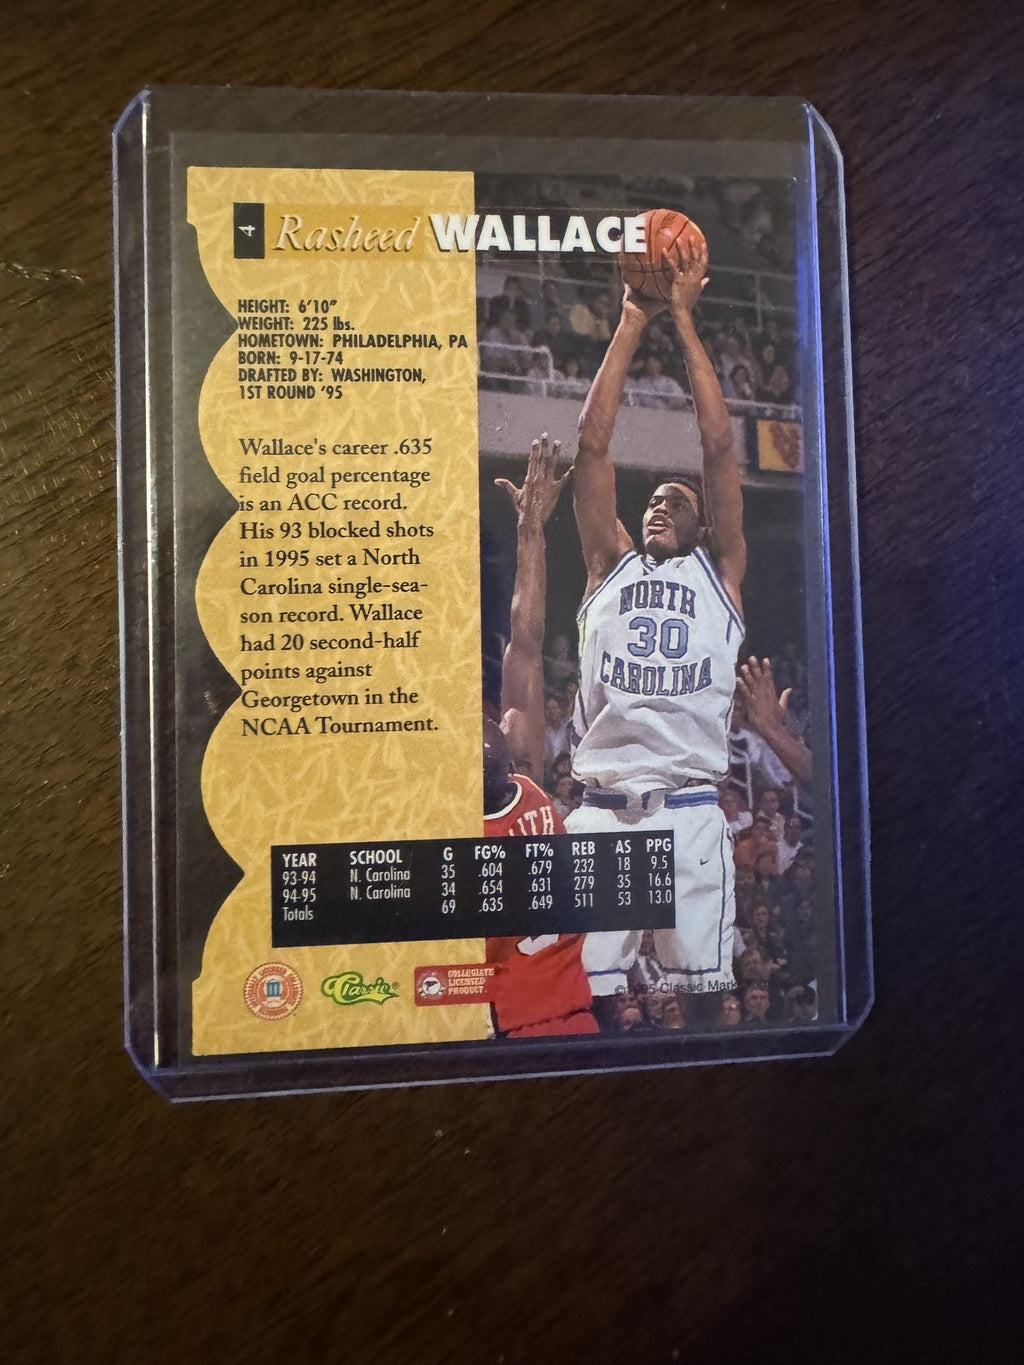 4 Rasheed WALLACE
HEIGHT: 6'10"
WEIGHT: 225 lbs.
HOMETOWN: PHILADELPHIA, PA
BORN: 9-17-74
DRAFTED BY: WASHINGTON,
1ST ROUND '95
Wallace's career .635
field goal percentage
is an ACC record.
His 93 blocked shots
in 1995 set a North
Carolina single-sea-
son record. Wallace
had 20 second-half
points against
Georgetown in the
NCAA Tournament.
NORTH
30
CAROLINA
ITH
YEAR SCHOOL G FG% FT% REB AS PPG
93-94 N. Carolina 35 .604 .679 232 18 9.5
94-95 N. Carolina 34 .654 .631 279 35 16.6
Totals 69 .635 .649 511 53 13.0
Classic®
COLLEGIATE
LICENSED
PRODUCT
Classic Mark